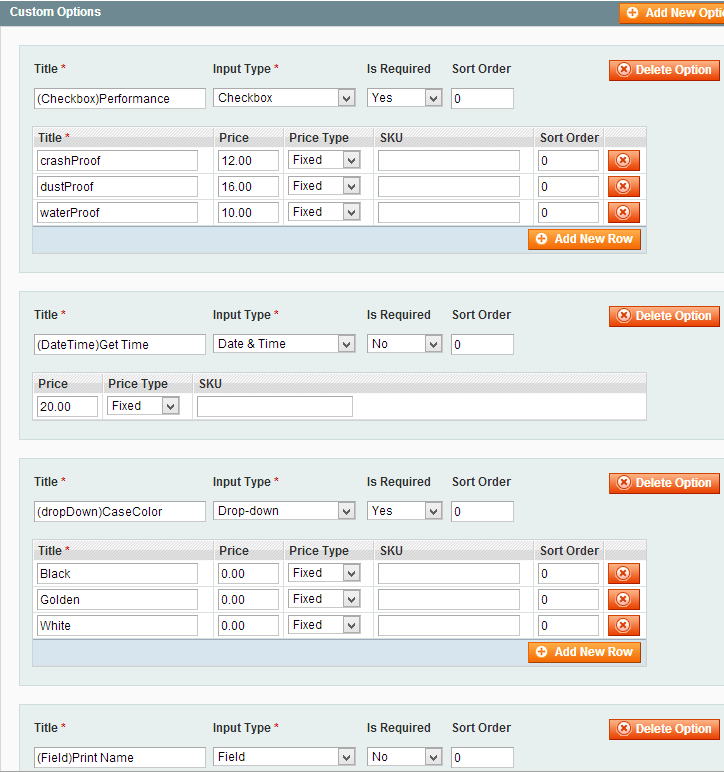 Custom Options
Add New Opti
Title * Input Type * Is Required Sort Order Delete Option
(Checkbox)Performance Checkbox Yes 0
Title * Price Price Type SKU Sort Order
crashProof 12.00 Fixed 0
dustProof 16.00 Fixed 0
waterProof 10.00 Fixed 0
Add New Row
Title * Input Type * Is Required Sort Order Delete Option
(DateTime)Get Time Date & Time No 0
Price Price Type SKU
20.00 Fixed
Title * Input Type * Is Required Sort Order Delete Option
(dropDown)CaseColor Drop-down Yes 0
Title * Price Price Type SKU Sort Order
Black 0.00 Fixed 0
Golden 0.00 Fixed 0
White 0.00 Fixed 0
Add New Row
Title * Input Type * Is Required Sort Order Delete Option
(Field)Print Name Field No 0